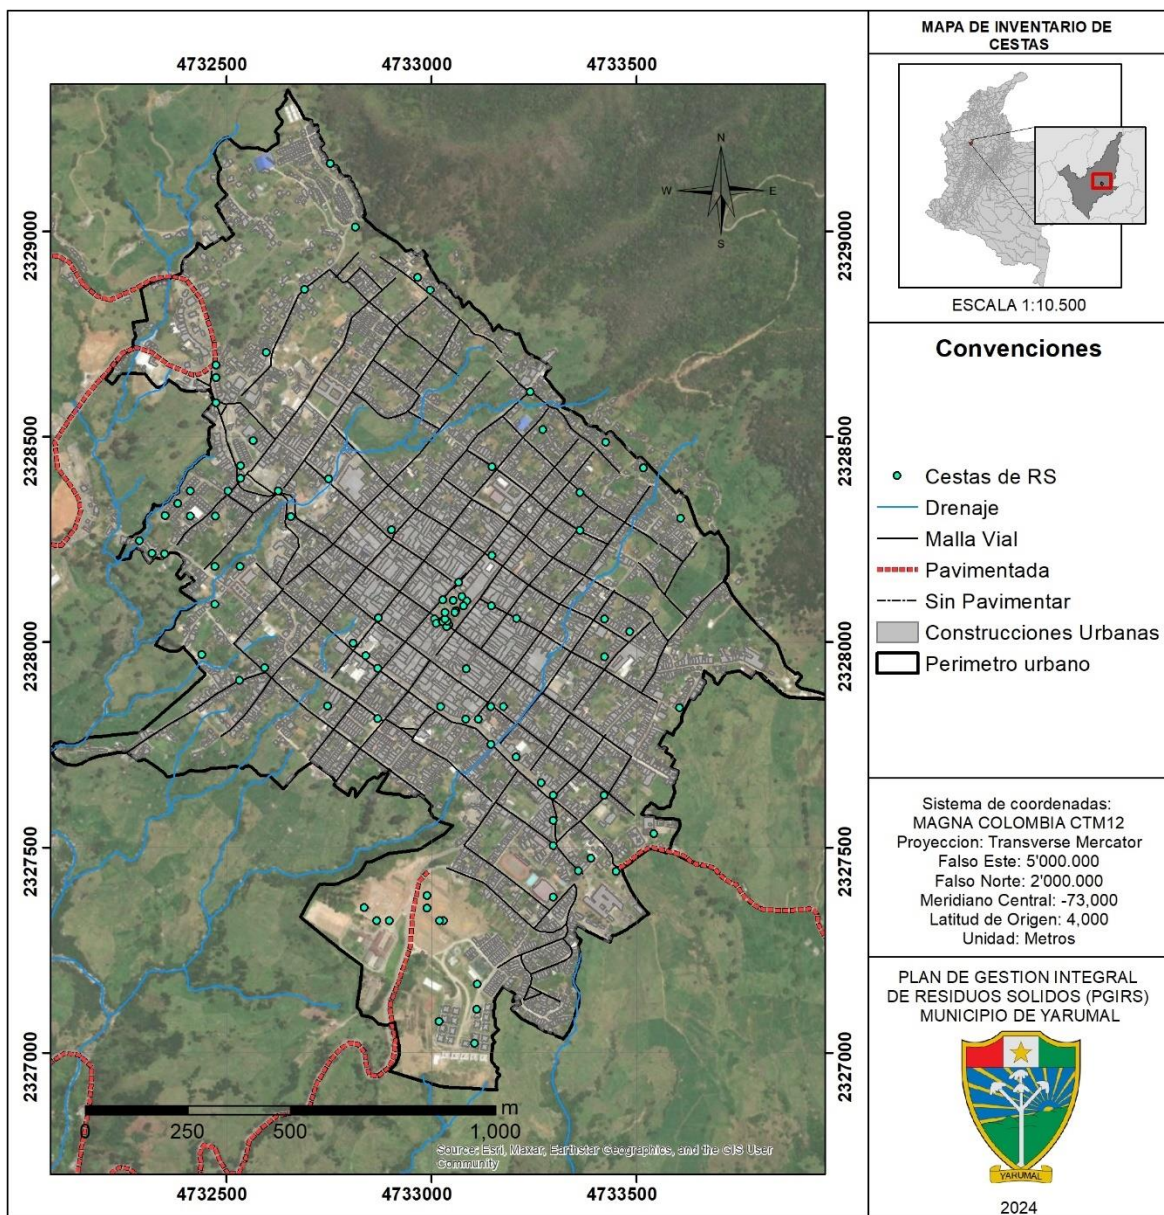 MAPA DE INVENTARIO DE
CESTAS
4732500 4733000 4733500
2329000 2329000
2328500 2328500
2328000 2328000
2327500 2327500
2327000 2327000
N
W E
S
m
0 250 500 1,000
Source: Esri, Maxar, Earthstar Geographics, and the GIS User
Community
4732500 4733000 4733500
ESCALA 1:10.500
Convenciones
Cestas de RS
Drenaje
Malla Vial
Pavimentada
Sin Pavimentar
Construcciones Urbanas
Perimetro urbano
Sistema de coordenadas:
MAGNA COLOMBIA CTM12
Proyeccion: Transverse Mercator
Falso Este: 5'000.000
Falso Norte: 2'000.000
Meridiano Central: -73,000
Latitud de Origen: 4,000
Unidad: Metros
PLAN DE GESTION INTEGRAL
DE RESIDUOS SOLIDOS (PGIRS)
MUNICIPIO DE YARUMAL
YARUMAL
2024